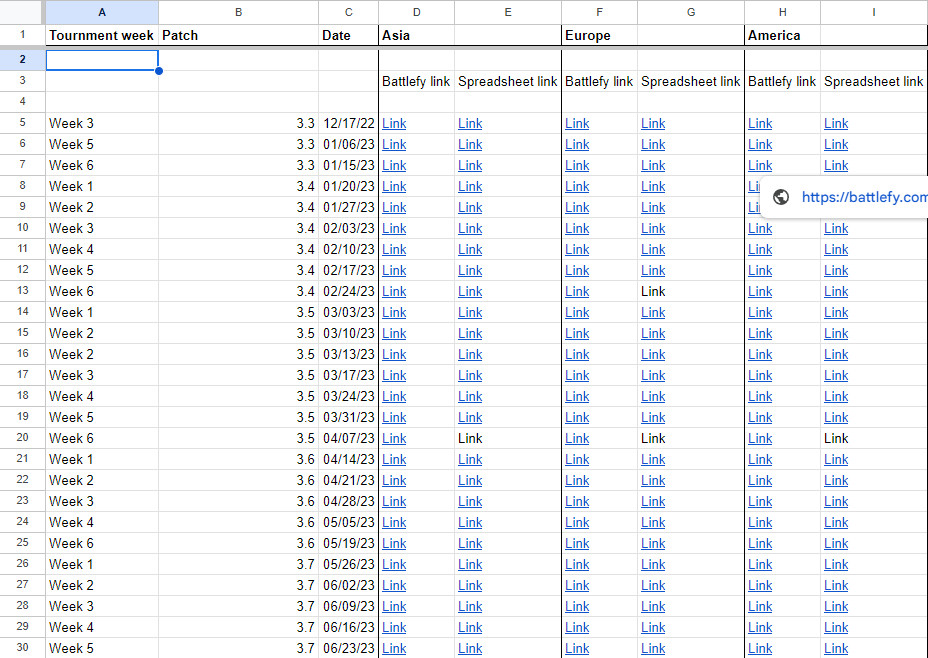 A B C D E F G H I
1 Tournment week Patch Date Asia Europe America
2
3 Battlefy link Spreadsheet link Battlefy link Spreadsheet link Battlefy link Spreadsheet link
4
5 Week 3 3.3 12/17/22 Link Link Link Link Link Link
6 Week 5 3.3 01/06/23 Link Link Link Link Link Link
7 Week 6 3.3 01/15/23 Link Link Link Link Link Link
8 Week 1 3.4 01/20/23 Link Link Link Link
https://battlefy.com
9 Week 2 3.4 01/27/23 Link Link Link Link
10 Week 3 3.4 02/03/23 Link Link Link Link Link Link
11 Week 4 3.4 02/10/23 Link Link Link Link Link Link
12 Week 5 3.4 02/17/23 Link Link Link Link Link Link
13 Week 6 3.4 02/24/23 Link Link Link Link Link Link
14 Week 1 3.5 03/03/23 Link Link Link Link Link Link
15 Week 2 3.5 03/10/23 Link Link Link Link Link Link
16 Week 2 3.5 03/13/23 Link Link Link Link Link Link
17 Week 3 3.5 03/17/23 Link Link Link Link Link Link
18 Week 4 3.5 03/24/23 Link Link Link Link Link Link
19 Week 5 3.5 03/31/23 Link Link Link Link Link Link
20 Week 6 3.5 04/07/23 Link Link Link Link Link Link
21 Week 1 3.6 04/14/23 Link Link Link Link Link Link
22 Week 2 3.6 04/21/23 Link Link Link Link Link Link
23 Week 3 3.6 04/28/23 Link Link Link Link Link Link
24 Week 4 3.6 05/05/23 Link Link Link Link Link Link
25 Week 6 3.6 05/19/23 Link Link Link Link Link Link
26 Week 1 3.7 05/26/23 Link Link Link Link Link Link
27 Week 2 3.7 06/02/23 Link Link Link Link Link Link
28 Week 3 3.7 06/09/23 Link Link Link Link Link Link
29 Week 4 3.7 06/16/23 Link Link Link Link Link Link
30 Week 5 3.7 06/23/23 Link Link Link Link Link Link